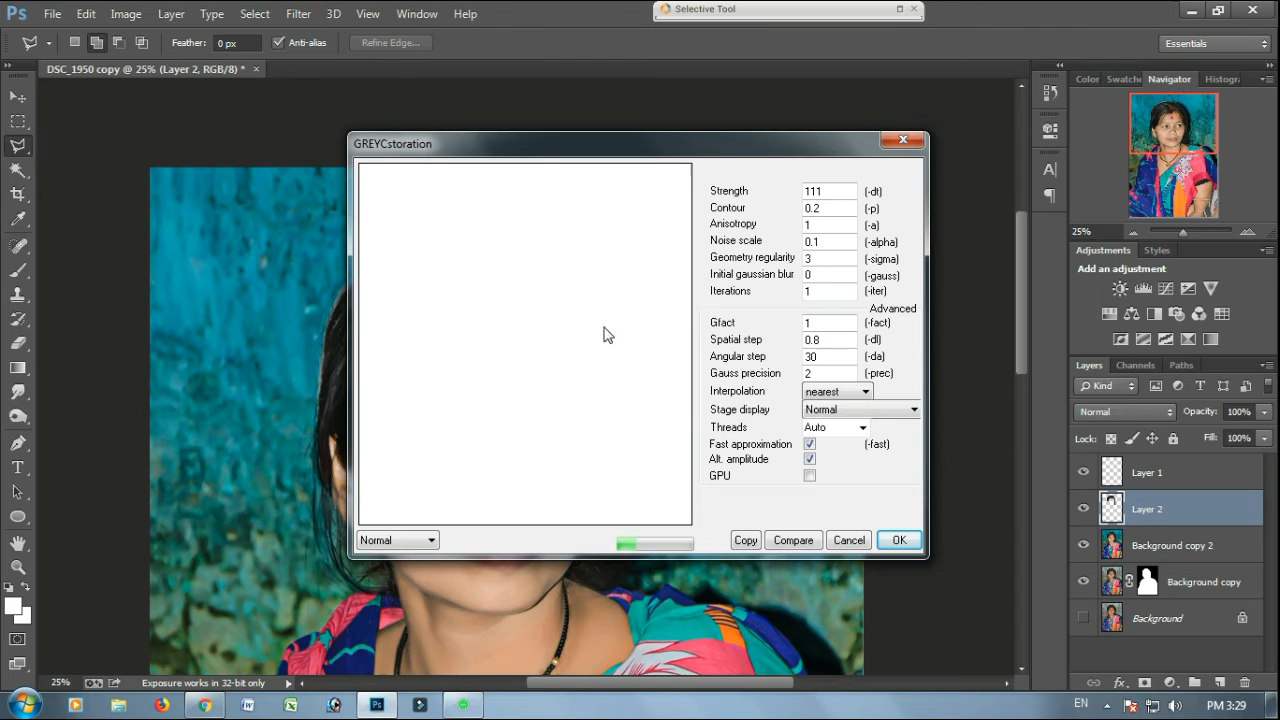 Ps File Edit Image Layer Type Select Filter 3D View Window Help
Selective Tool
Feather: 0 px Anti-alias Refine Edge... Essentials
DSC_1950 copy @ 25% (Layer 2, RGB/8) * ×
Color Swatche Navigator Histogra
25%
Adjustments Styles
Add an adjustment
Layers Channels Paths
Kind
Normal Opacity: 100%
Lock: Fill: 100%
Layer 1
Layer 2
Background copy 2
Background copy
Background
GREYCstoration
Strength 111 (-dt)
Contour 0.2 (-p)
Anisotropy 1 (-a)
Noise scale 0.1 (-alpha)
Geometry regularity 3 (-sigma)
Initial gaussian blur 0 (-gauss)
Iterations 1 (-iter)
Advanced
Gfact 1 (-fact)
Spatial step 0.8 (-dl)
Angular step 30 (-da)
Gauss precision 2 (-prec)
Interpolation nearest
Stage display Normal
Threads Auto
Fast approximation (-fast)
Alt. amplitude
GPU
Normal Copy Compare Cancel OK
25% Exposure works in 32-bit only
EN PM 3:29